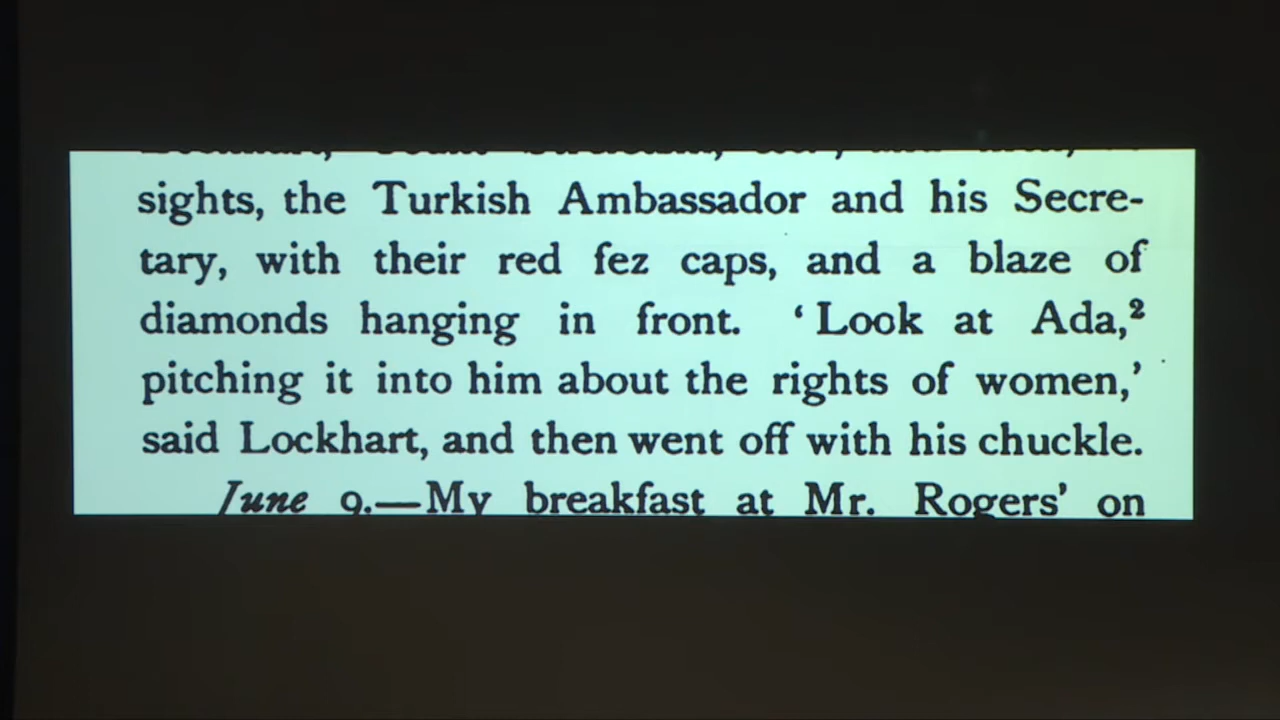 sights, the Turkish Ambassador and his Secre-
tary, with their red fez caps, and a blaze of
diamonds hanging in front. ‘Look at Ada,²
pitching it into him about the rights of women,’
said Lockhart, and then went off with his chuckle.
June 9.—My breakfast at Mr. Rogers’ on